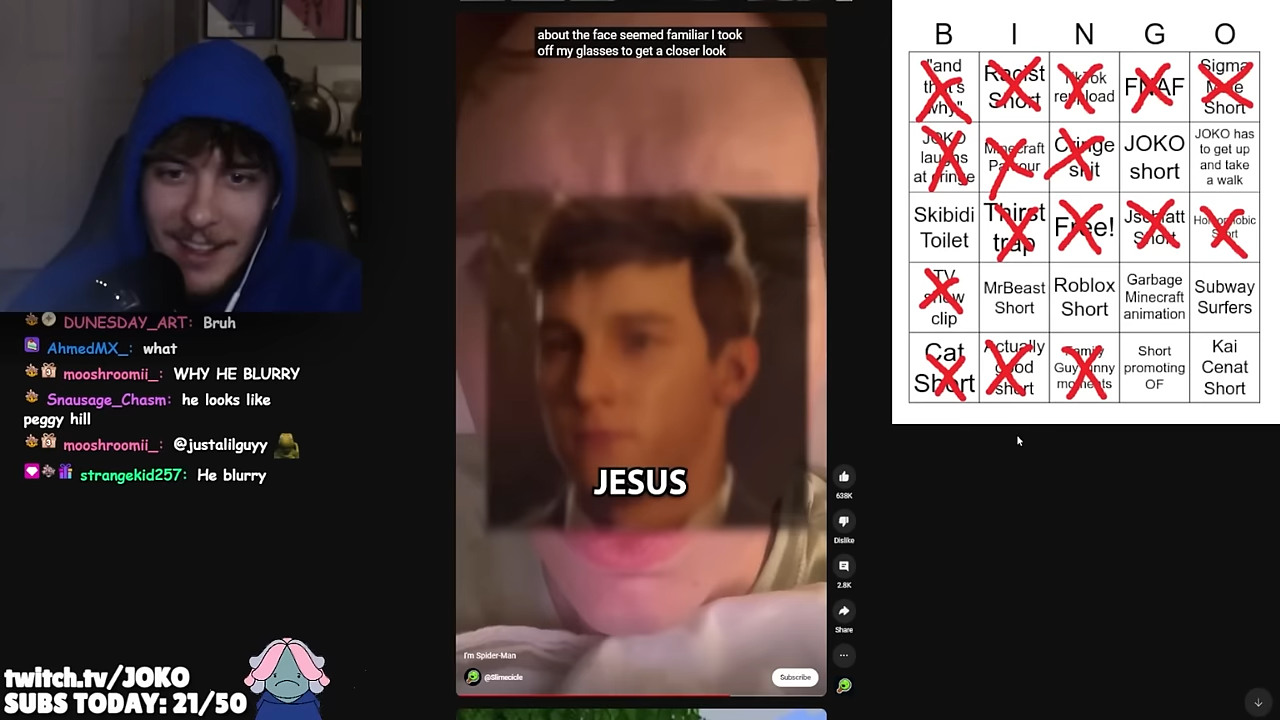 DUNESDAY_ART: Bruh
AhmedMX_: what
mooshroomii_: WHY HE BLURRY
Snausage_Chasm: he looks like
peggy hill
mooshroomii_: @justalilguyy
strangekid257: He blurry
twitch.tv/JOKO
SUBS TODAY: 21/50
about the face seemed familiar I took
off my glasses to get a closer look
JESUS
I'm Spider-Man
@Slimecicle
Subscribe
638K
Dislike
2.8K
Share
B I N G O
"and
that's
why"
Racist
Short
FNAF
Sigma
Male
Short
JOKO
laughs
at cringe
Minecraft
Parkour
Cringe
skit
JOKO
short
JOKO has
to get up
and take
a walk
Skibidi
Toilet
Thirst
trap
Free!
Jschlatt
Short
Homophobic
Short
TV
show
clip
MrBeast
Short
Roblox
Short
Garbage
Minecraft
animation
Subway
Surfers
Cat
Short
Actually
good
short
Family
Guy funny
moments
Short
promoting
OF
Kai
Cenat
Short